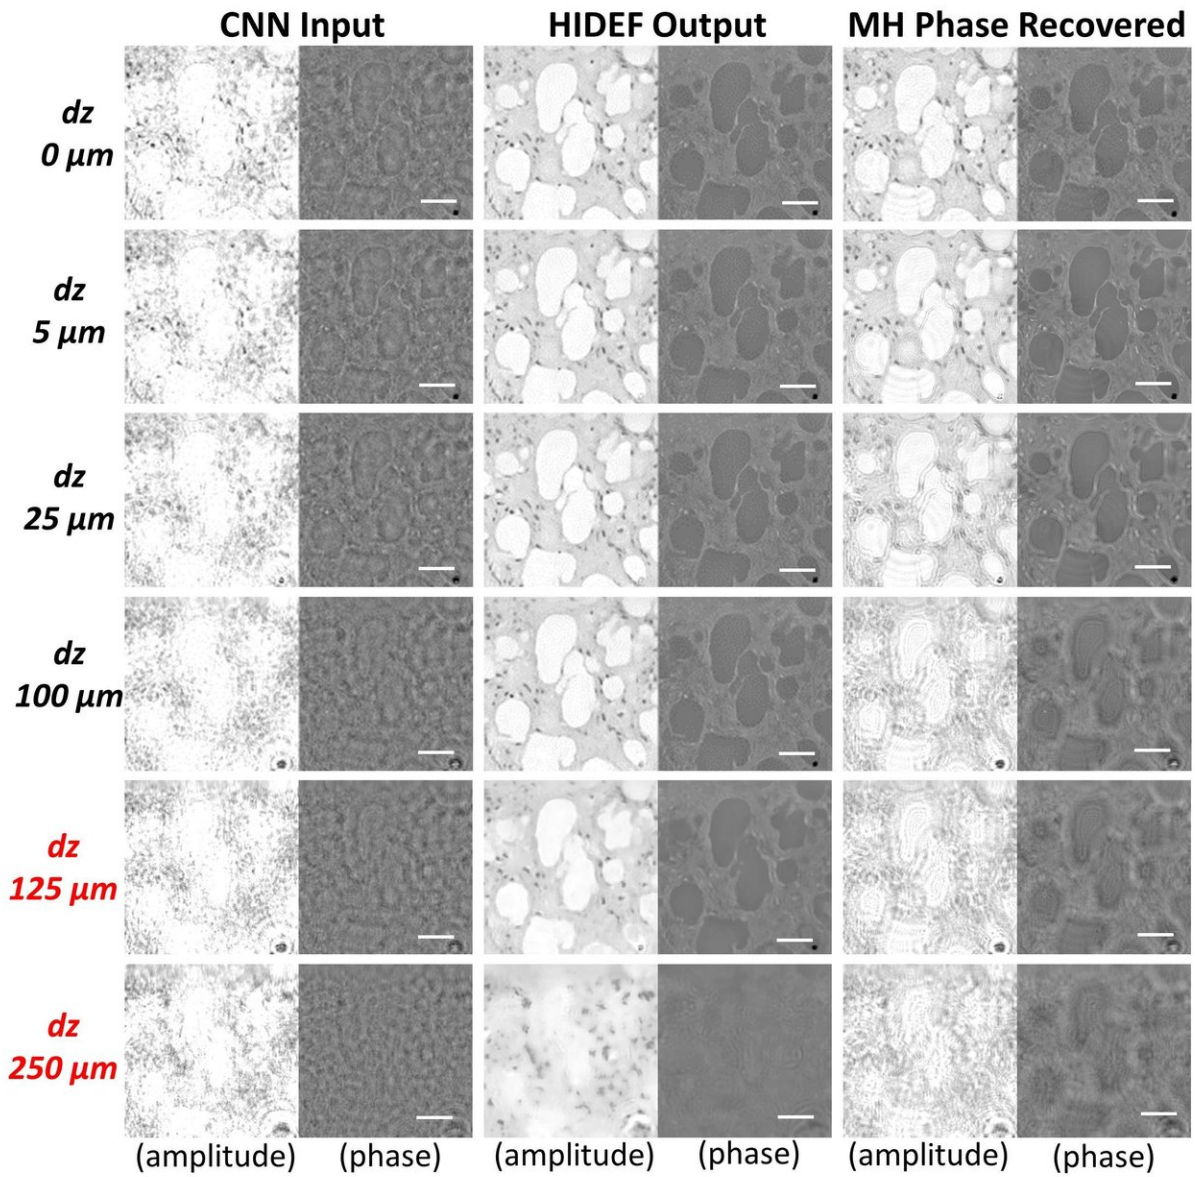 CNN Input HIDEF Output MH Phase Recovered
dz
0 μm
dz
5 μm
dz
25 μm
dz
100 μm
dz
125 μm
dz
250 μm
(amplitude) (phase) (amplitude) (phase) (amplitude) (phase)